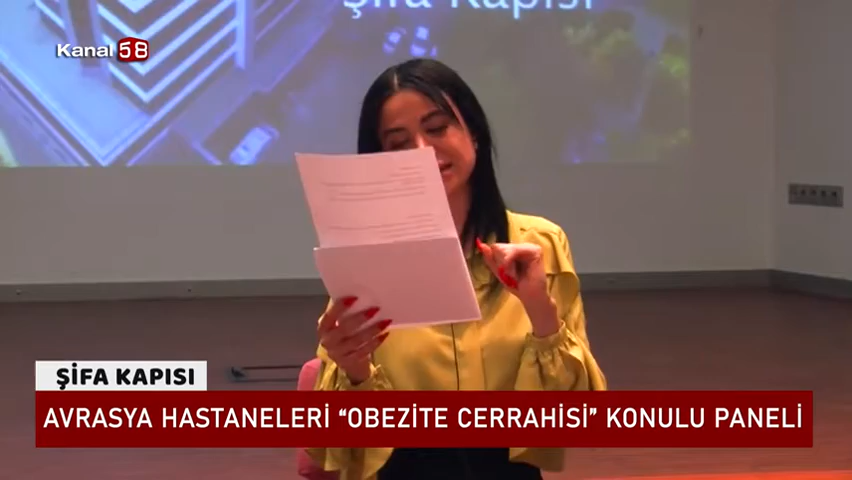 Şifa Kapısı
Kanal 58
ŞİFA KAPISI
AVRASYA HASTANELERİ “OBEZİTE CERRAHİSİ” KONULU PANELİ